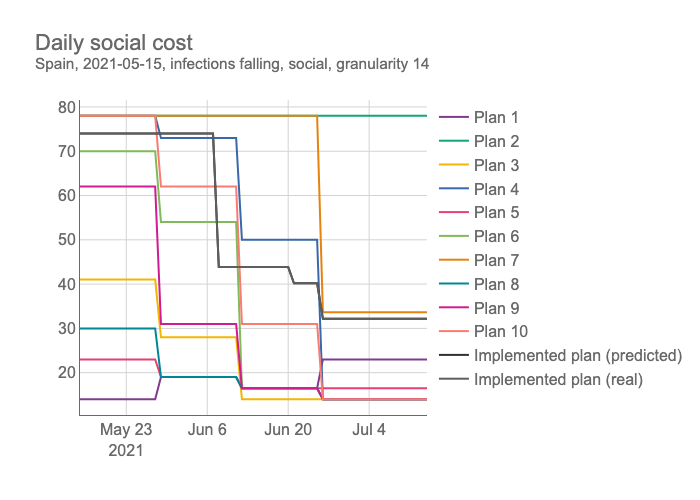 Daily social cost
Spain, 2021-05-15, infections falling, social, granularity 14
80
70
60
50
40
30
20
May 23
2021
Jun 6
Jun 20
Jul 4
Plan 1
Plan 2
Plan 3
Plan 4
Plan 5
Plan 6
Plan 7
Plan 8
Plan 9
Plan 10
Implemented plan (predicted)
Implemented plan (real)